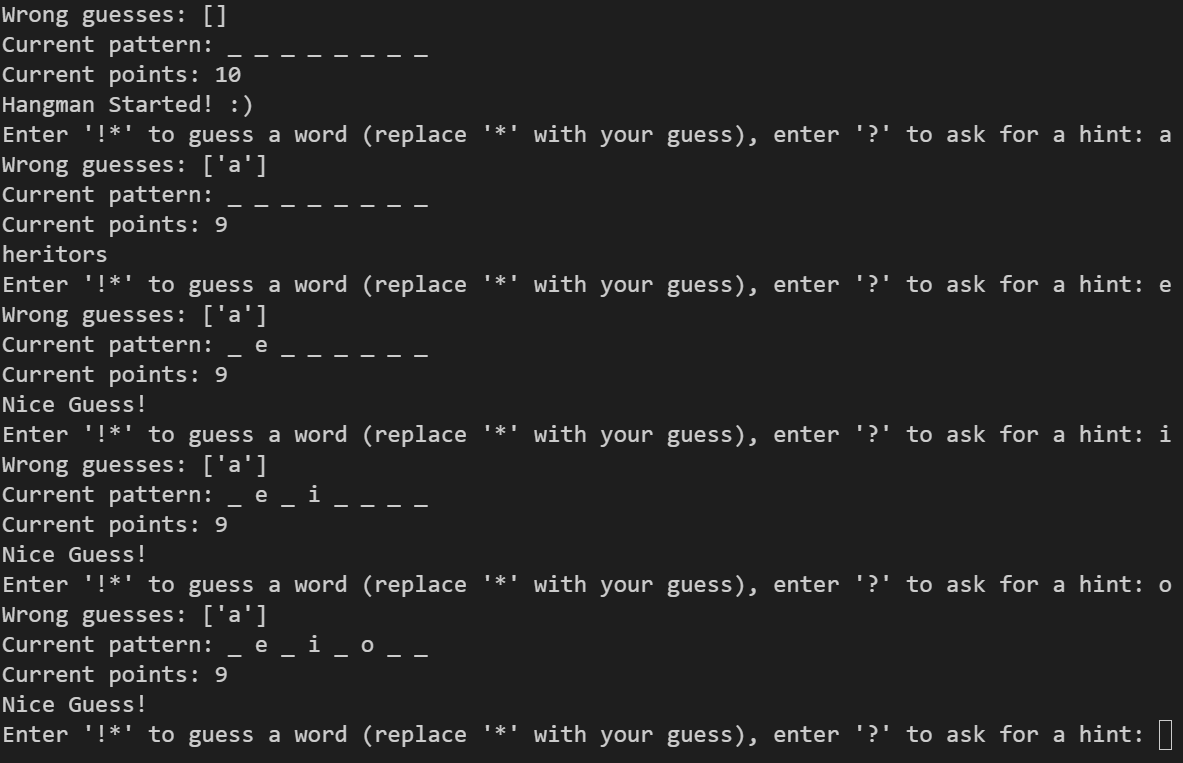 Wrong guesses: []
Current pattern: _ _ _ _ _ _ _ _
Current points: 10
Hangman Started! :)
Enter '!*' to guess a word (replace '*' with your guess), enter '?' to ask for a hint: a
Wrong guesses: ['a']
Current pattern: _ _ _ _ _ _ _ _
Current points: 9
heritors
Enter '!*' to guess a word (replace '*' with your guess), enter '?' to ask for a hint: e
Wrong guesses: ['a']
Current pattern: _ e _ _ _ _ _ _
Current points: 9
Nice Guess!
Enter '!*' to guess a word (replace '*' with your guess), enter '?' to ask for a hint: i
Wrong guesses: ['a']
Current pattern: _ e _ i _ _ _ _
Current points: 9
Nice Guess!
Enter '!*' to guess a word (replace '*' with your guess), enter '?' to ask for a hint: o
Wrong guesses: ['a']
Current pattern: _ e _ i _ o _ _
Current points: 9
Nice Guess!
Enter '!*' to guess a word (replace '*' with your guess), enter '?' to ask for a hint: